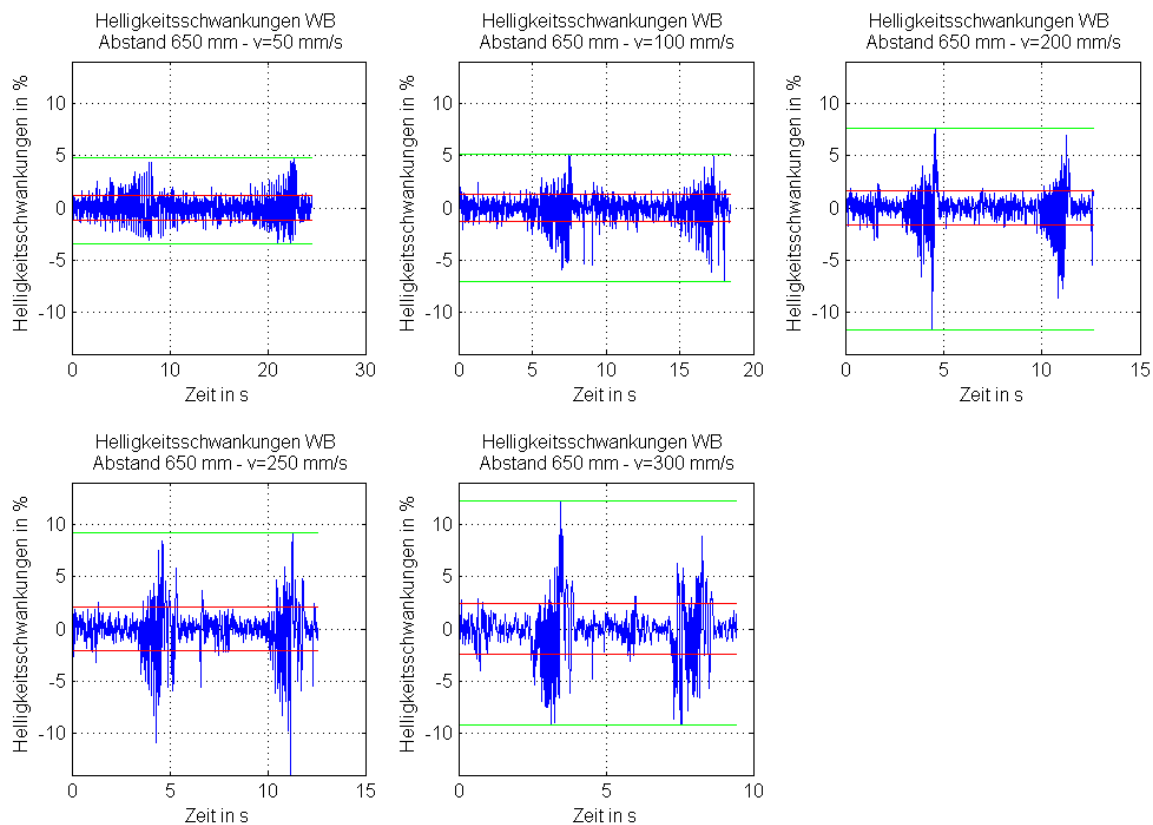 Helligkeitsschwankungen WB
Abstand 650 mm - v=50 mm/s
Helligkeitsschwankungen in %
10
5
0
-5
-10
0
10
20
30
Zeit in s
Helligkeitsschwankungen WB
Abstand 650 mm - v=100 mm/s
Helligkeitsschwankungen in %
10
5
0
-5
-10
0
5
10
15
20
Zeit in s
Helligkeitsschwankungen WB
Abstand 650 mm - v=200 mm/s
Helligkeitsschwankungen in %
10
5
0
-5
-10
0
5
10
15
Zeit in s
Helligkeitsschwankungen WB
Abstand 650 mm - v=250 mm/s
Helligkeitsschwankungen in %
10
5
0
-5
-10
0
5
10
15
Zeit in s
Helligkeitsschwankungen WB
Abstand 650 mm - v=300 mm/s
Helligkeitsschwankungen in %
10
5
0
-5
-10
0
5
10
Zeit in s